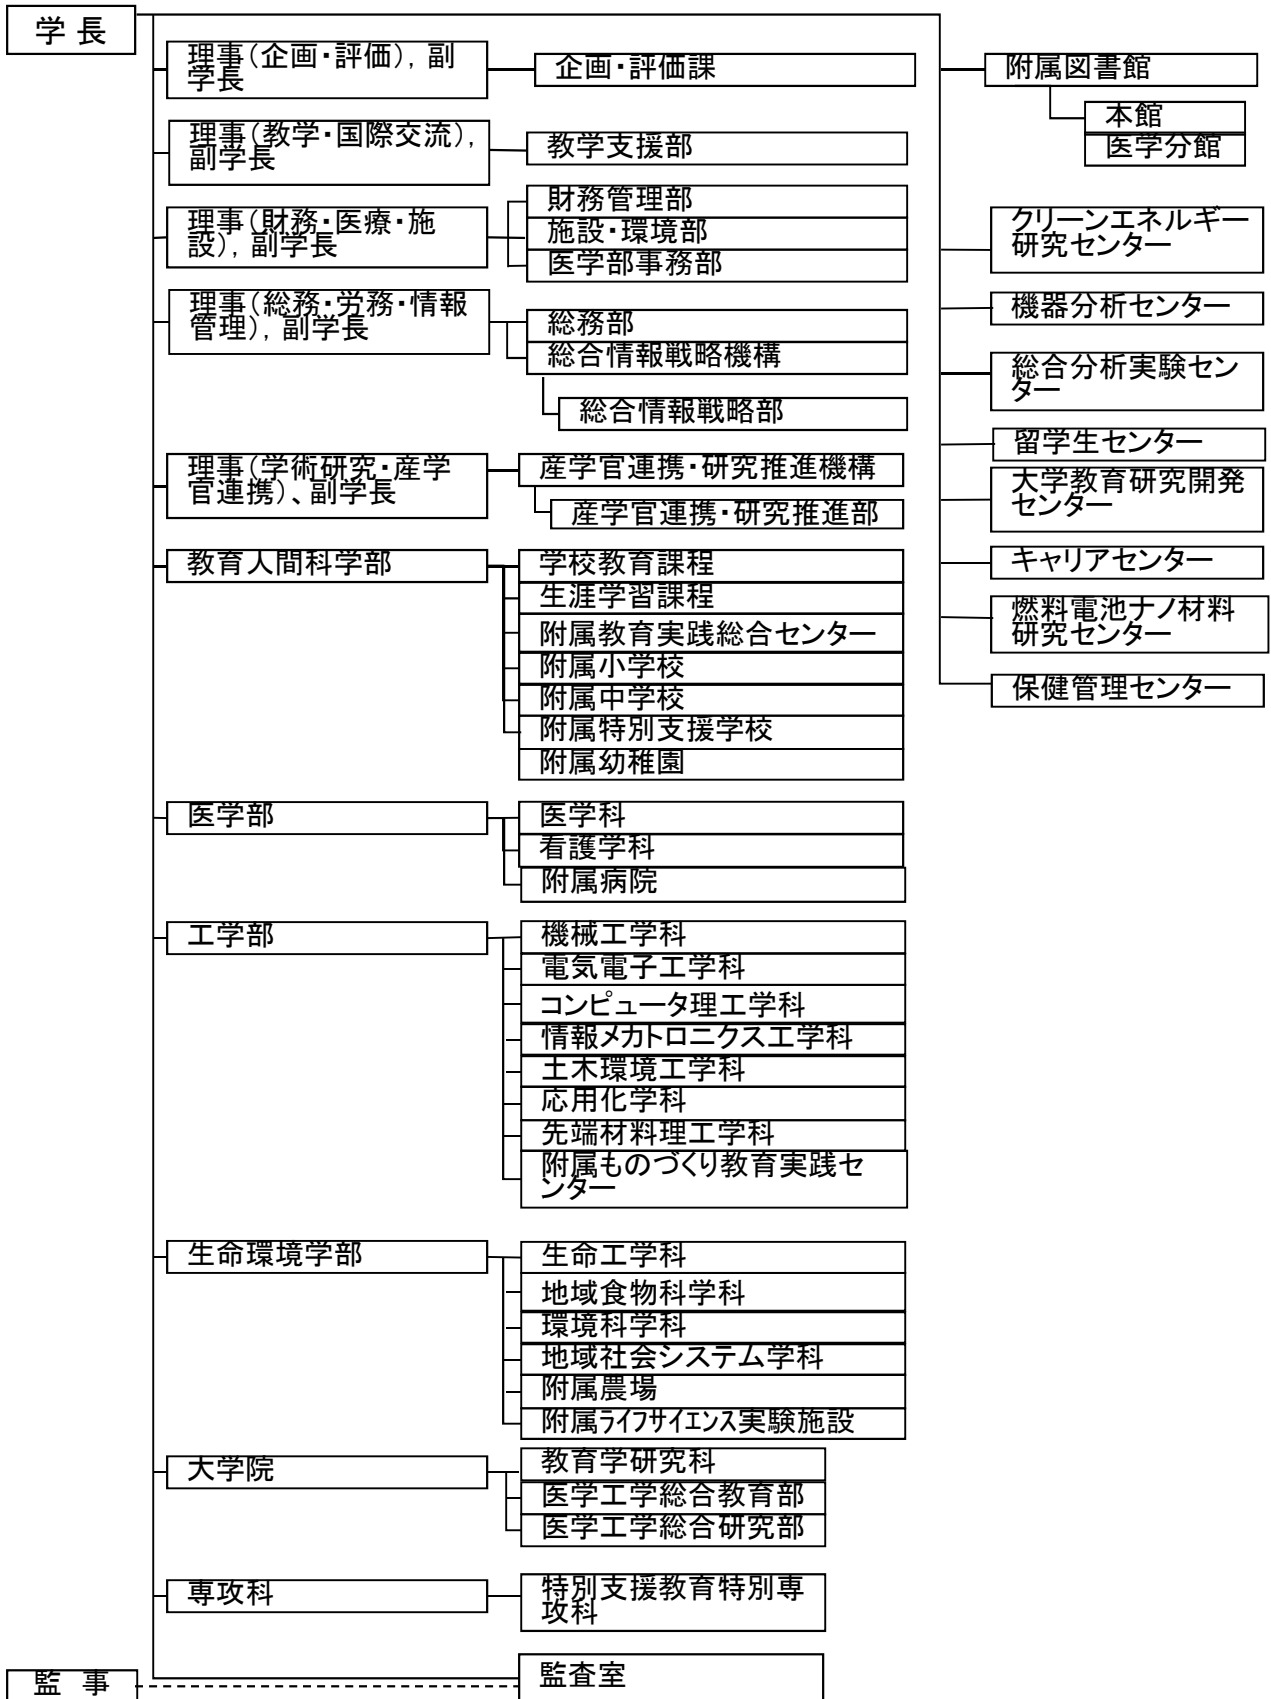 学 長
理事（企画・評価）, 副
学長
企画・評価課
理事（教学・国際交流）,
副学長
教学支援部
理事（財務・医療・施
設）, 副学長
財務管理部
施設・環境部
医学部事務部
理事（総務・労務・情報
管理）, 副学長
総務部
総合情報戦略機構
総合情報戦略部
理事（学術研究・産学
官連携）、副学長
産学官連携・研究推進機構
産学官連携・研究推進部
教育人間科学部
学校教育課程
生涯学習課程
附属教育実践総合センター
附属小学校
附属中学校
附属特別支援学校
附属幼稚園
医学部
医学科
看護学科
附属病院
工学部
機械工学科
電気電子工学科
コンピュータ理工学科
情報メカトロニクス工学科
土木環境工学科
応用化学科
先端材料理工学科
附属ものづくり教育実践セ
ンター
生命環境学部
生命工学科
地域食物科学科
環境科学科
地域社会システム学科
附属農場
附属ライフサイエンス実験施設
大学院
教育学研究科
医学工学総合教育部
医学工学総合研究部
専攻科
特別支援教育特別専
攻科
監 事
監査室
附属図書館
本館
医学分館
クリーンエネルギー
研究センター
機器分析センター
総合分析実験セン
ター
留学生センター
大学教育研究開発
センター
キャリアセンター
燃料電池ナノ材料
研究センター
保健管理センター